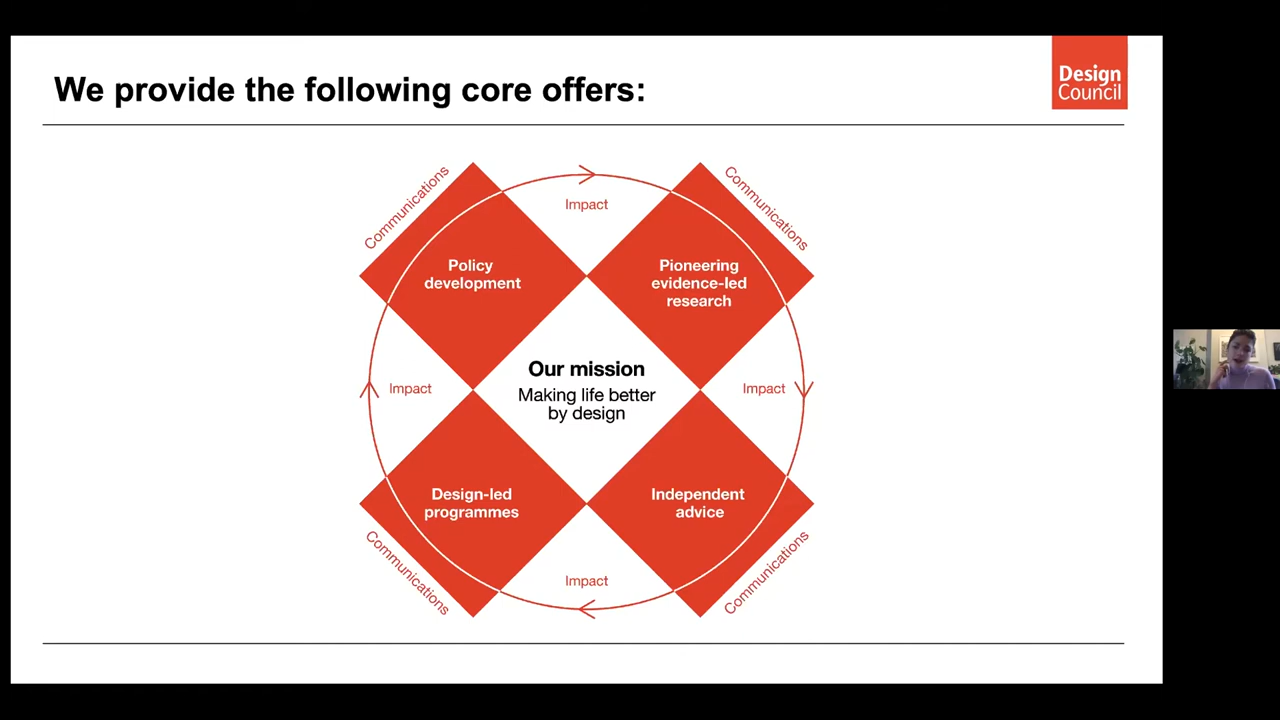 We provide the following core offers:
Design
Council
Communications
Communications
Impact
Policy
development
Pioneering
evidence-led
research
Our mission
Making life better
by design
Impact
Impact
Design-led
programmes
Independent
advice
Impact
Communications
Communications